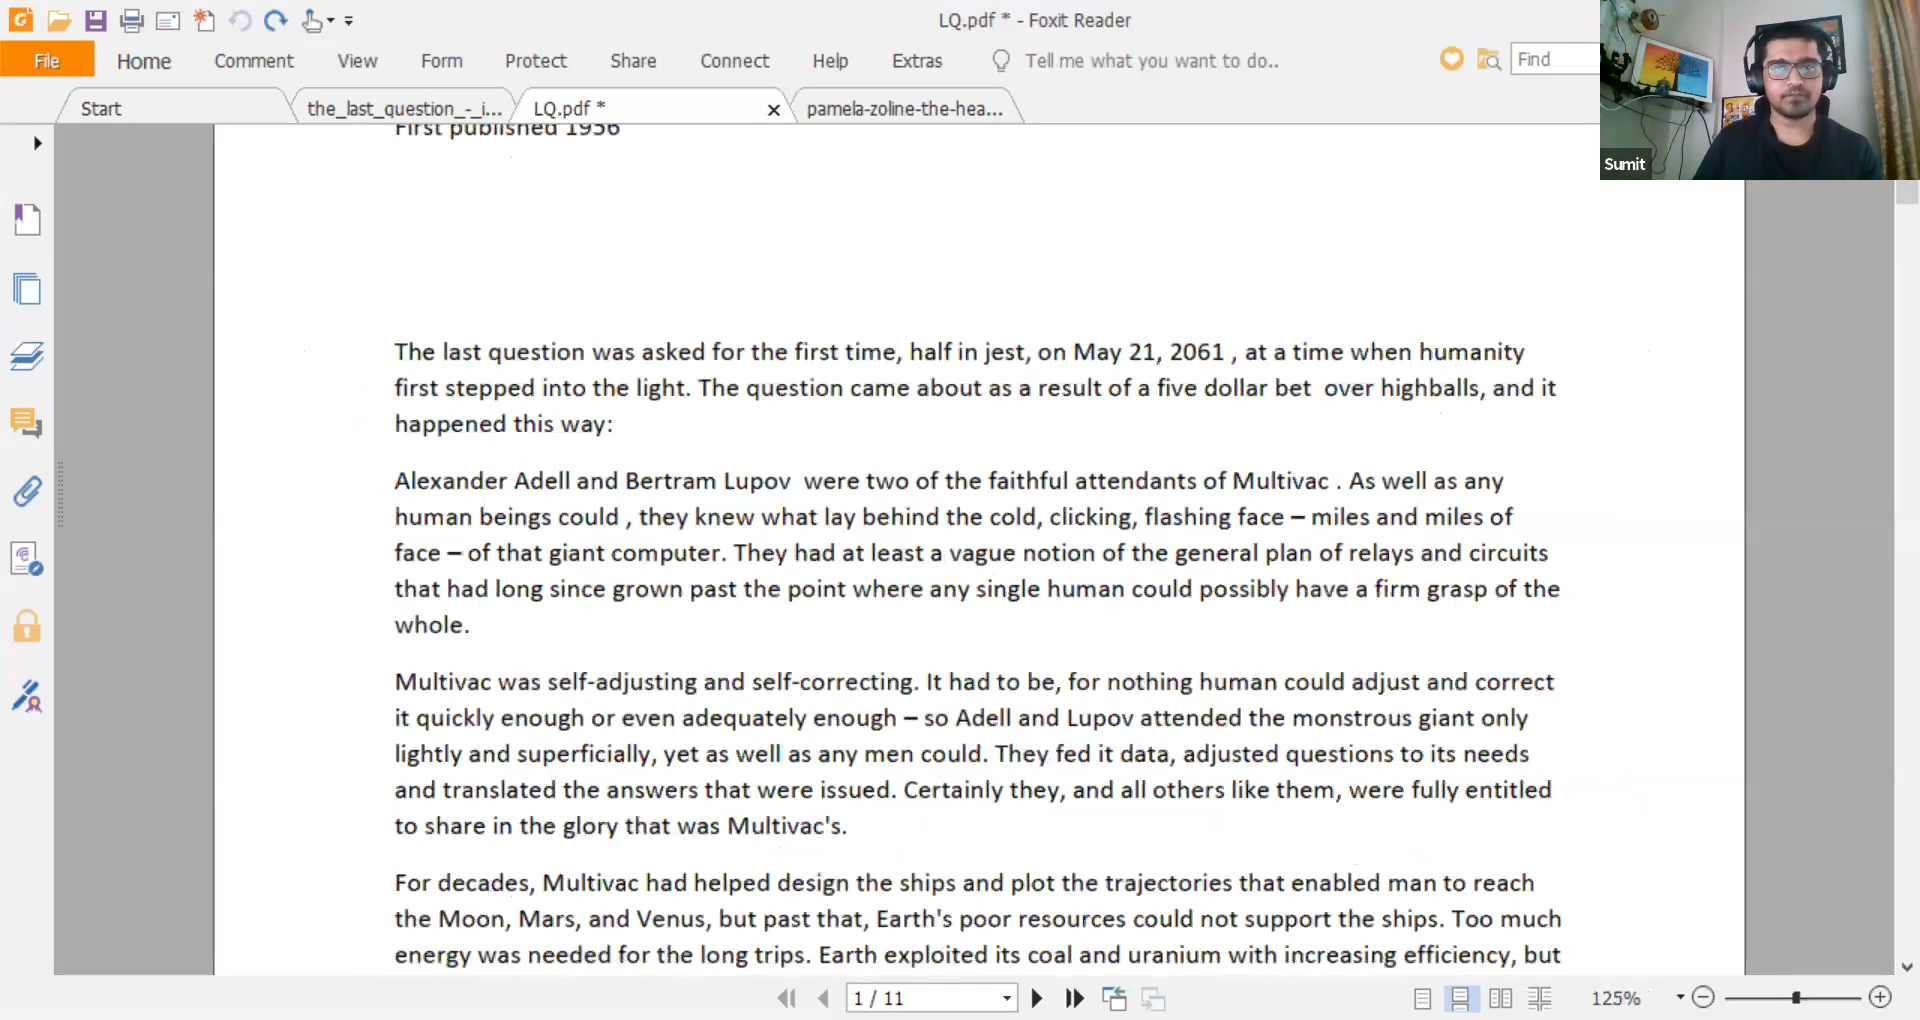 LQ.pdf * - Foxit Reader
File Home Comment View Form Protect Share Connect Help Extras Tell me what you want to do.. Find
Start the_last_question_-_i... LQ.pdf * pamela-zoline-the-hea...
Sumit
First published 1956
The last question was asked for the first time, half in jest, on May 21, 2061 , at a time when humanity
first stepped into the light. The question came about as a result of a five dollar bet over highballs, and it
happened this way:
Alexander Adell and Bertram Lupov were two of the faithful attendants of Multivac . As well as any
human beings could , they knew what lay behind the cold, clicking, flashing face – miles and miles of
face – of that giant computer. They had at least a vague notion of the general plan of relays and circuits
that had long since grown past the point where any single human could possibly have a firm grasp of the
whole.
Multivac was self-adjusting and self-correcting. It had to be, for nothing human could adjust and correct
it quickly enough or even adequately enough – so Adell and Lupov attended the monstrous giant only
lightly and superficially, yet as well as any men could. They fed it data, adjusted questions to its needs
and translated the answers that were issued. Certainly they, and all others like them, were fully entitled
to share in the glory that was Multivac's.
For decades, Multivac had helped design the ships and plot the trajectories that enabled man to reach
the Moon, Mars, and Venus, but past that, Earth's poor resources could not support the ships. Too much
energy was needed for the long trips. Earth exploited its coal and uranium with increasing efficiency, but
1 / 11 125%